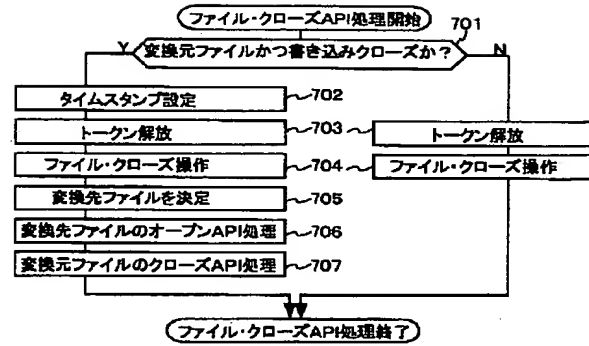 ファイル・クローズAPI処理開始
701
Y
変換元ファイルかつ書き込みクローズか?
N
タイムスタンプ設定
702
トークン解放
703
トークン解放
ファイル・クローズ操作
704
ファイル・クローズ操作
変換先ファイルを決定
705
変換先ファイルのオープンAPI処理
706
変換元ファイルのクローズAPI処理
707
ファイル・クローズAPI処理終了